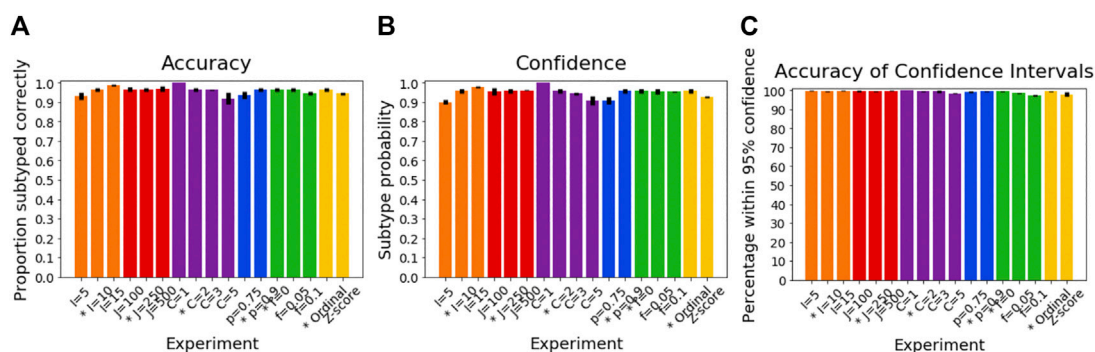 A
Accuracy
Proportion subtyped correctly
1.0
0.9
0.8
0.7
0.6
0.5
0.4
0.3
0.2
0.1
0.0
I=5
* I=10
I=15
J=100
* J=250
J=500
C=1
* C=2
C=3
C=5
p=0.75
* p=0.9
* f=0
f=0.05
f=0.1
* Ordinal
Z-score
Experiment
B
Confidence
Subtype probability
1.0
0.9
0.8
0.7
0.6
0.5
0.4
0.3
0.2
0.1
0.0
I=5
* I=10
I=15
J=100
* J=250
J=500
C=1
* C=2
C=3
C=5
p=0.75
* p=0.9
* f=0
f=0.05
f=0.1
* Ordinal
Z-score
Experiment
C
Accuracy of Confidence Intervals
Percentage within 95% confidence
100
90
80
70
60
50
40
30
20
10
0
I=5
* I=10
I=15
J=100
* J=250
J=500
C=1
* C=2
C=3
C=5
p=0.75
* p=0.9
* f=0
f=0.05
f=0.1
* Ordinal
Z-score
Experiment